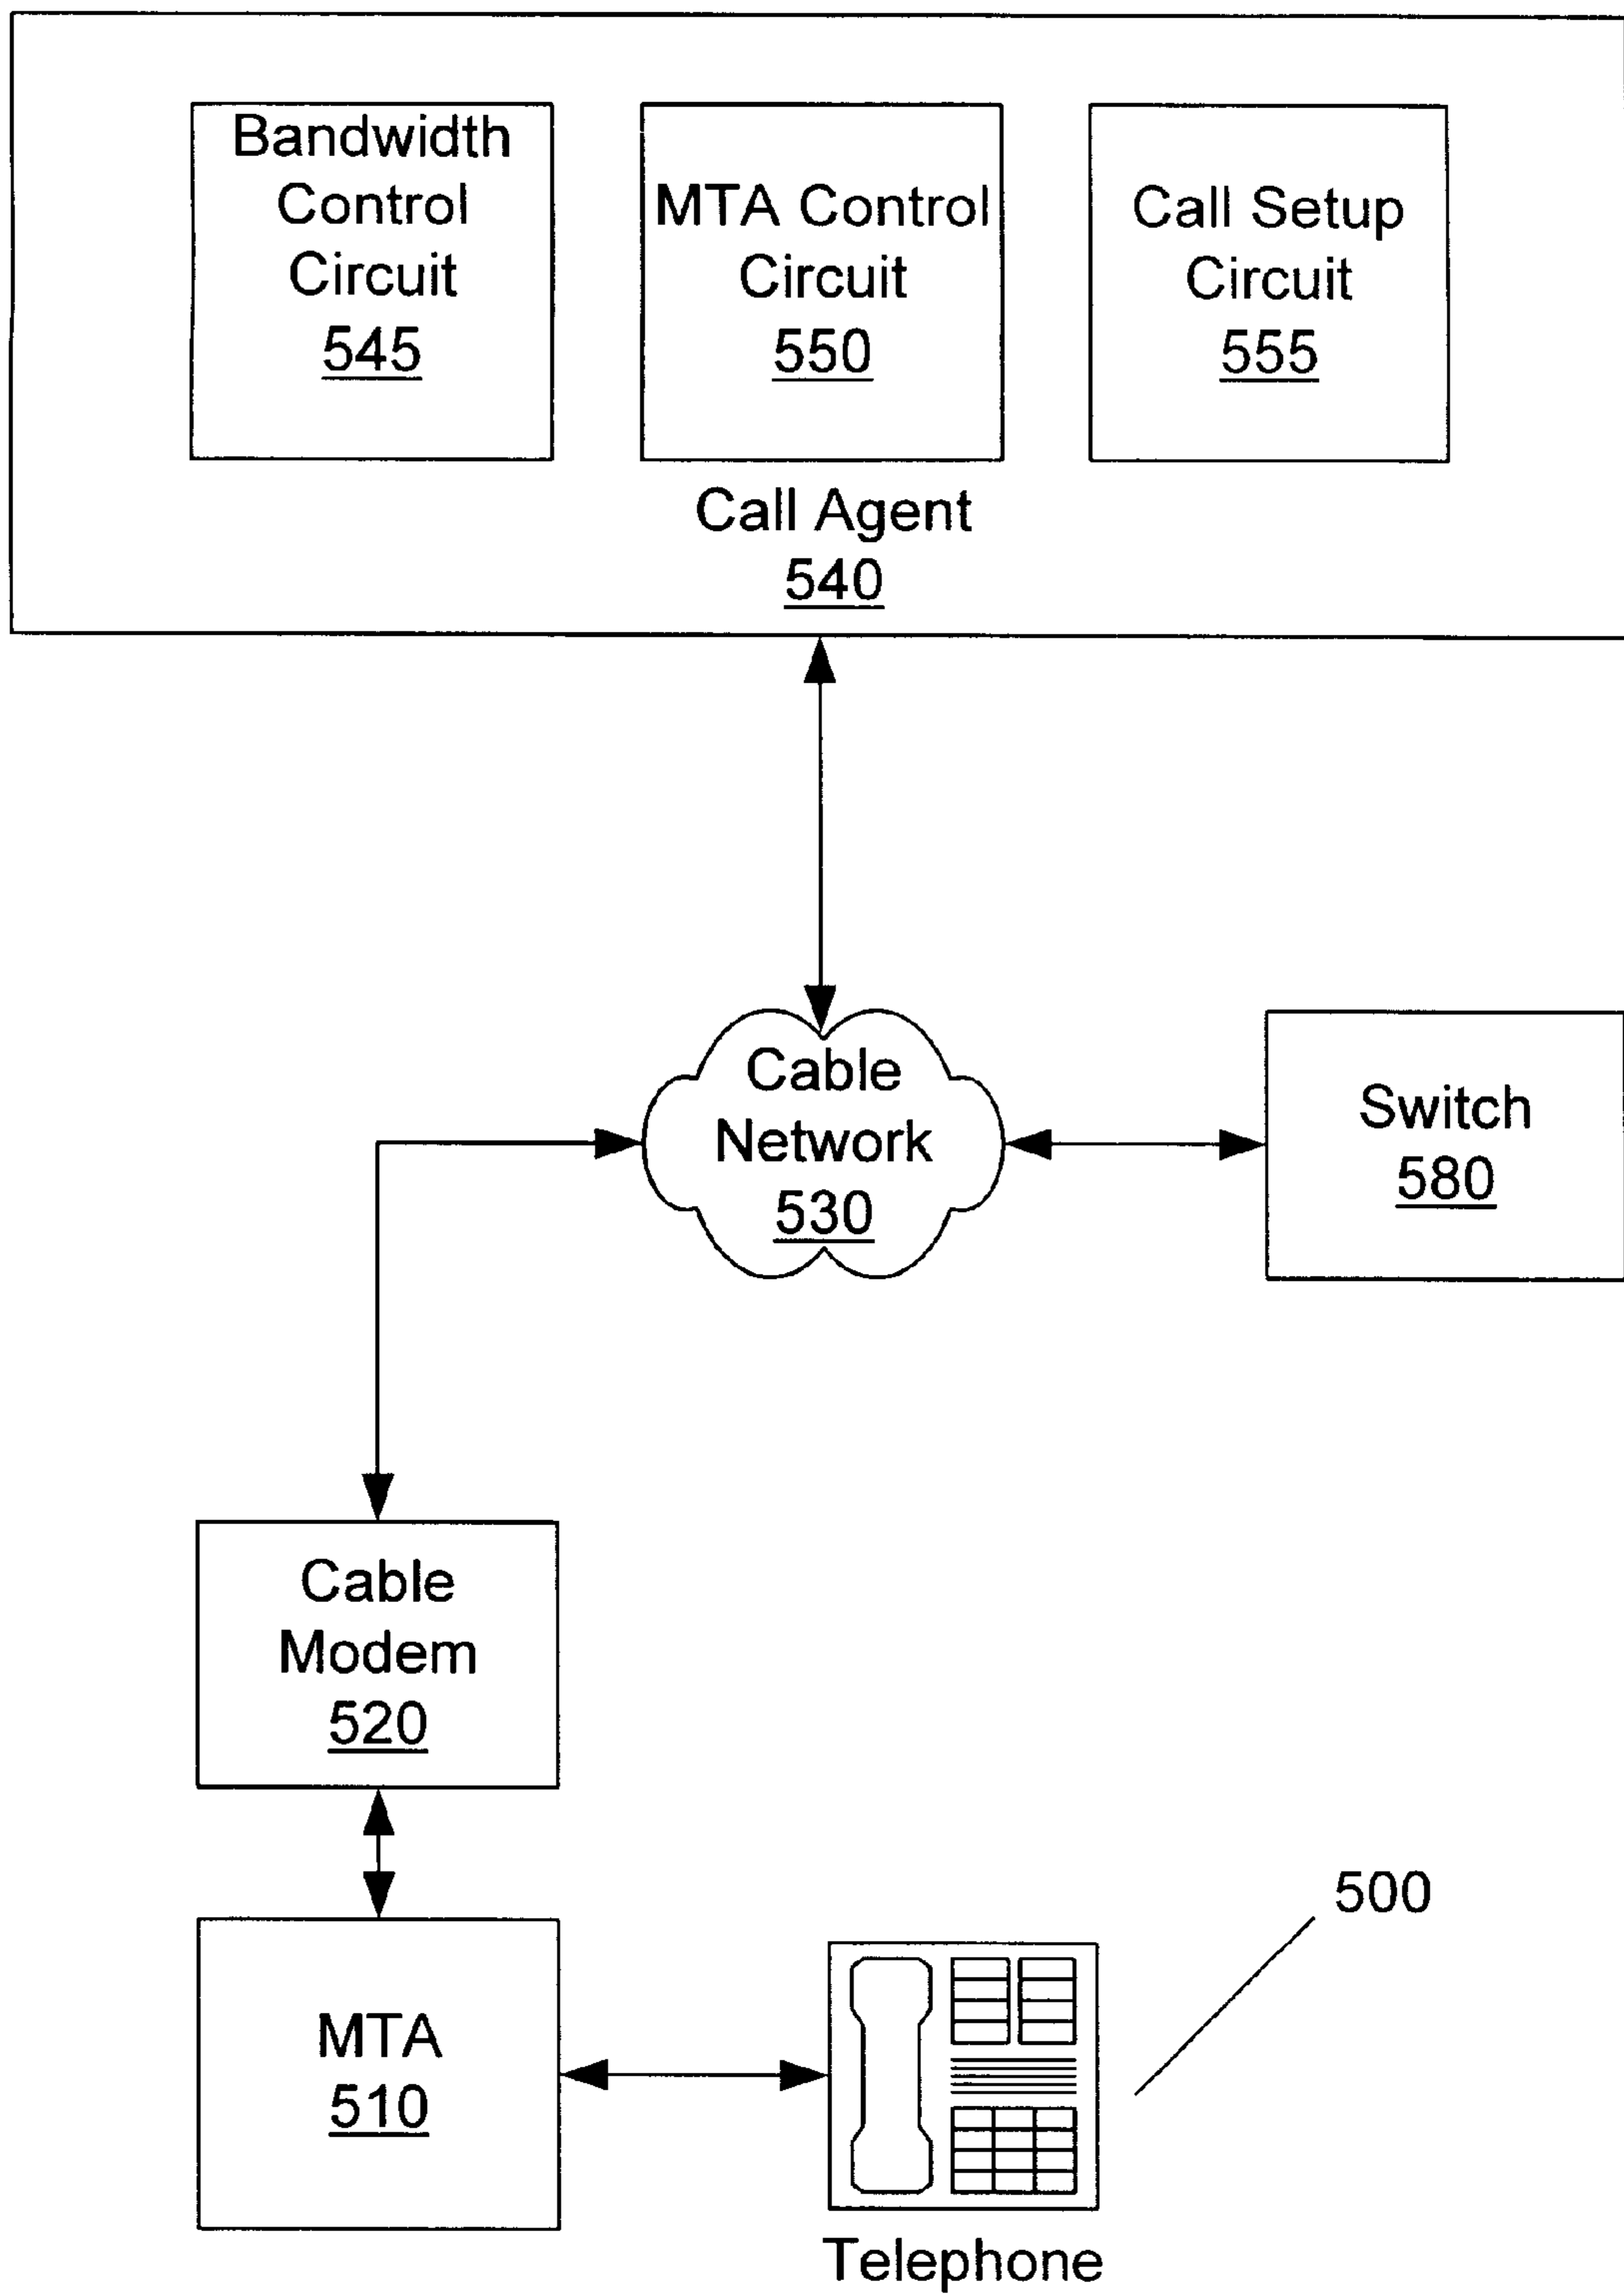 Bandwidth
Control
Circuit
545
MTA Control
Circuit
550
Call Setup
Circuit
555
Call Agent
540
Cable
Network
530
Switch
580
Cable
Modem
520
500
MTA
510
Telephone